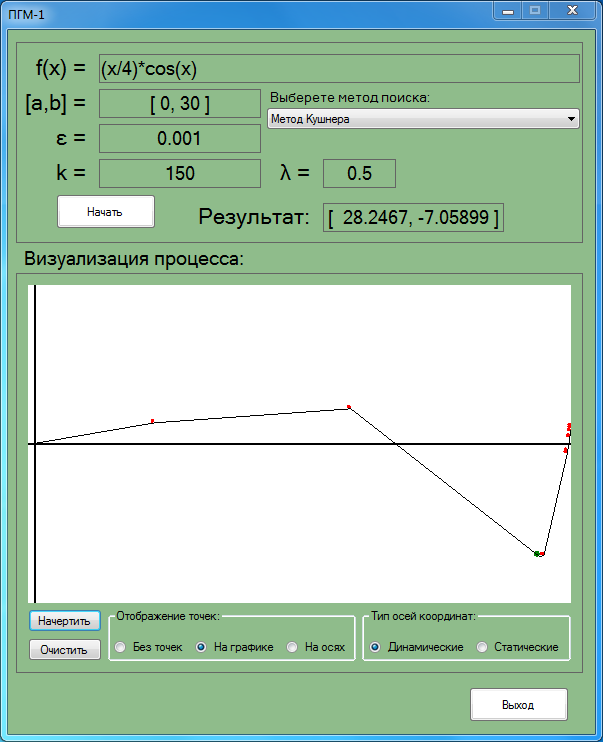 ПГМ-1
f(x) = (x/4)*cos(x)
[a,b] = [ 0, 30 ] Выберете метод поиска:
Метод Кушнера
ε = 0.001
k = 150 λ = 0.5
Начать Результат: [ 28.2467, -7.05899 ]
Визуализация процесса:
Начертить Отображение точек: Тип осей координат:
Очистить Без точек На графике На осях Динамические Статические
Выход